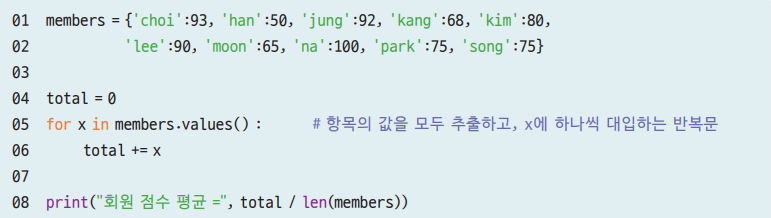 01 members = {'choi':93, 'han':50, 'jung':92, 'kang':68, 'kim':80,
02 'lee':90, 'moon':65, 'na':100, 'park':75, 'song':75}
03
04 total = 0
05 for x in members.values() : # 항목의 값을 모두 추출하고, x에 하나씩 대입하는 반복문
06 total += x
07
08 print("회원 점수 평균 =", total / len(members))